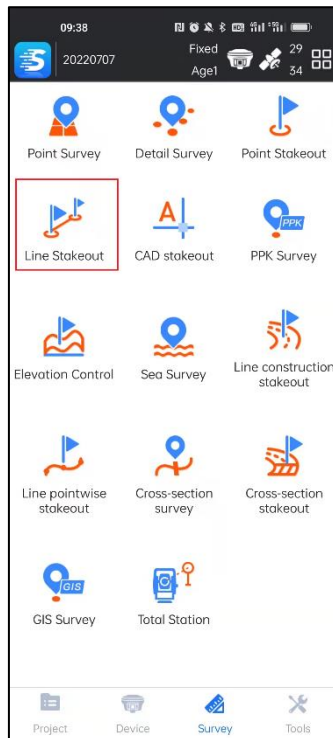 09:38
20220707
Fixed
Age1
29
34
Point Survey
Detail Survey
Point Stakeout
Line Stakeout
A
CAD stakeout
PPK
PPK Survey
Elevation Control
Sea Survey
Line construction
stakeout
Line pointwise
stakeout
Cross-section
survey
Cross-section
stakeout
GIS
GIS Survey
Total Station
Project
Device
Survey
Tools